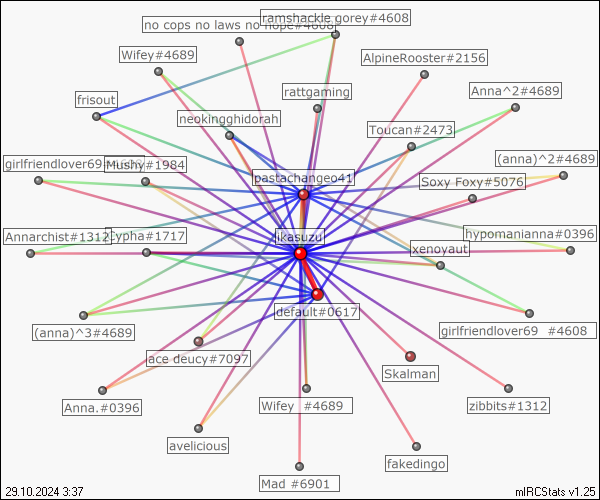 no cops no laws no nope#4608
ramshackle gorey#4608
Wifey#4689
AlpineRooster#2156
frisout
rattgaming
Anna^2#4689
neokingghidorah
Toucan#2473
girlfriendlover69
Mushy#1984
(anna)^2#4689
pastachangeo41
Soxy Foxy#5076
Annarchist#1312
Cypha#1717
ikasuzu
hypomanianna#0396
xenoyaut
default#0617
(anna)^3#4689
girlfriendlover69 #4608
ace deucy#7097
Skalman
Anna.#0396
Wifey #4689
zibbits#1312
avelicious
fakedingo
Mad #6901
29.10.2024 3:37
mIRCStats v1.25